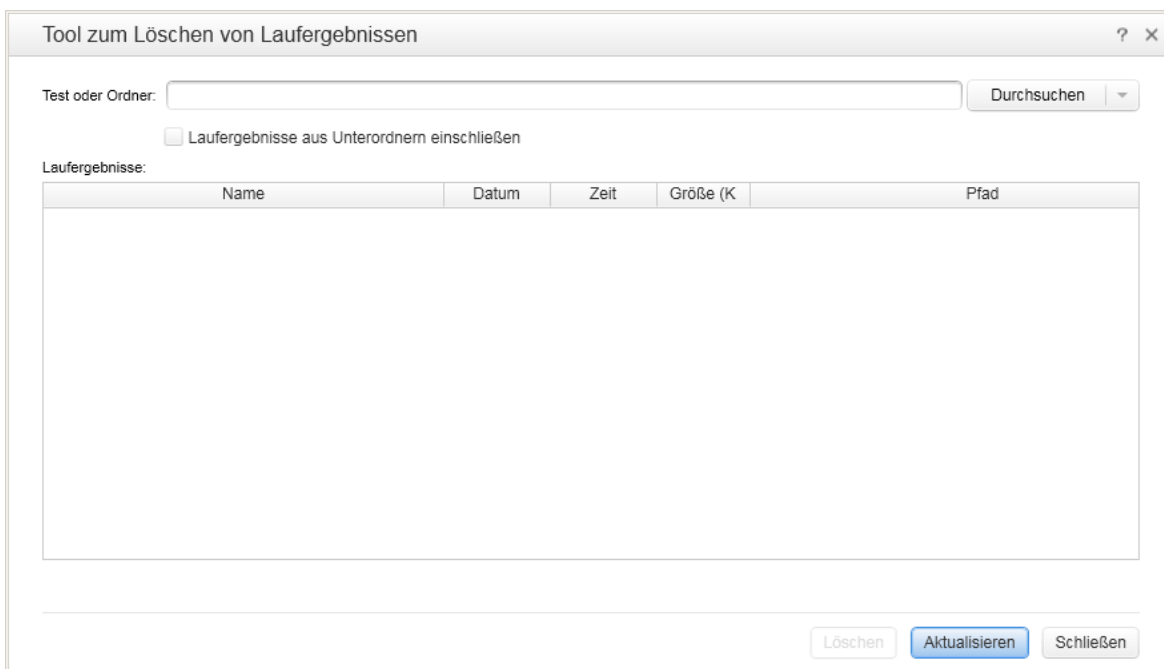 Tool zum Löschen von Laufergebnissen ?
Test oder Ordner: Durchsuchen
Laufergebnisse aus Unterordnern einschließen
Laufergebnisse:
Name Datum Zeit Größe (K Pfad
Löschen Aktualisieren Schließen